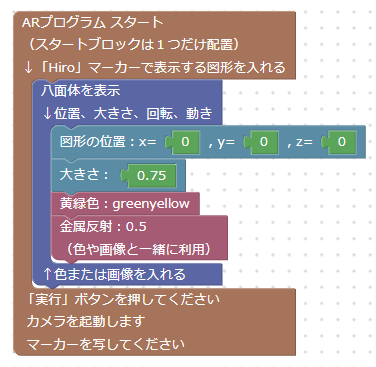 ARプログラム スタート
（スタートブロックは１つだけ配置）
↓「Hiro」マーカーで表示する図形を入れる
八面体を表示
↓位置、大きさ、回転、動き
図形の位置：x= 0 , y= 0 , z= 0
大きさ： 0.75
黄緑色：greenyellow
金属反射：0.5
（色や画像と一緒に利用）
↑色または画像を入れる
「実行」ボタンを押してください
カメラを起動します
マーカーを写してください